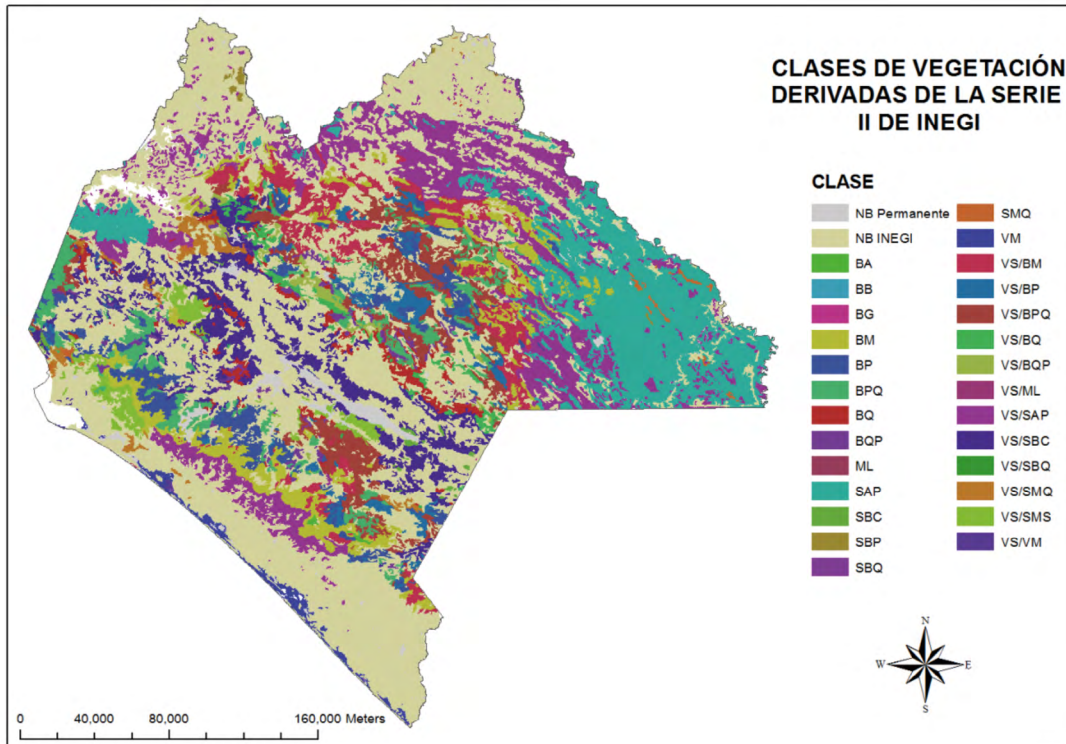 CLASES DE VEGETACIÓN
DERIVADAS DE LA SERIE
II DE INEGI
CLASE
NB Permanente
NB INEGI
BA
BB
BG
BM
BP
BPQ
BQ
BQP
ML
SAP
SBC
SBP
SBQ
SMQ
VM
VS/BM
VS/BP
VS/BPQ
VS/BQ
VS/BQP
VS/ML
VS/SAP
VS/SBC
VS/SBQ
VS/SMQ
VS/SMS
VS/VM
N
W E
S
0 40,000 80,000 160,000 Meters